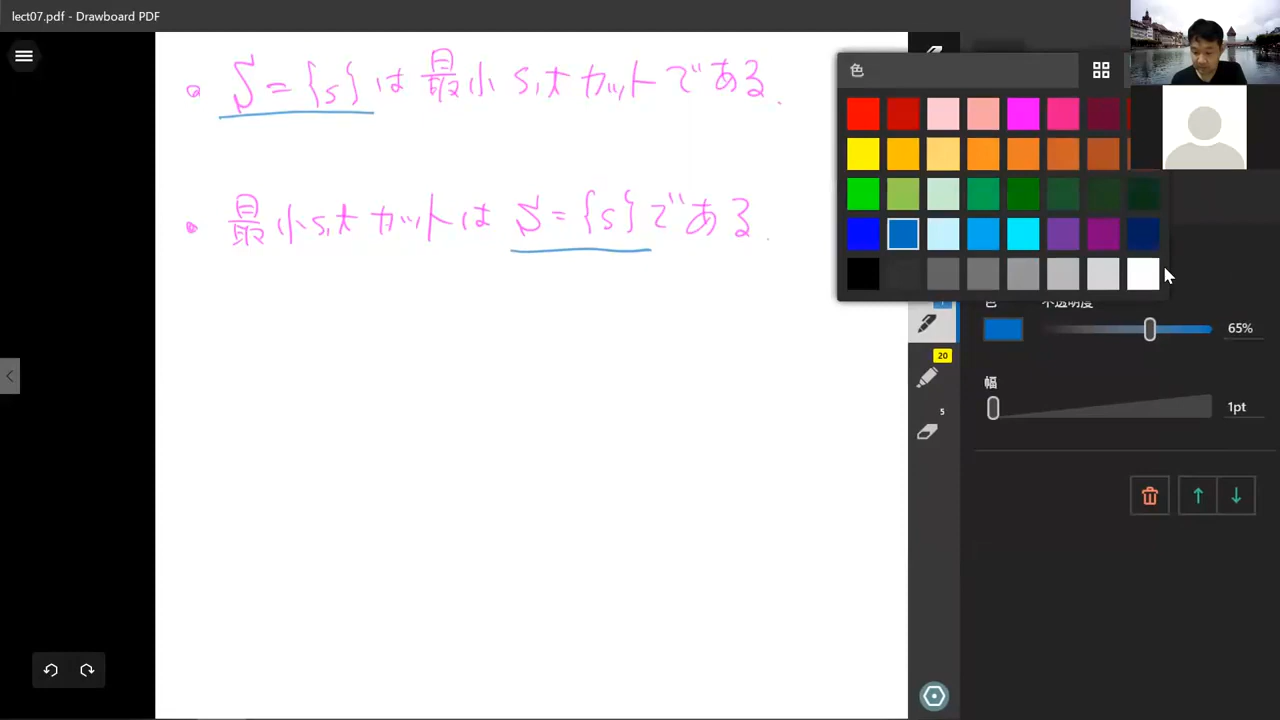 lect07.pdf - Drawboard PDF
色
• S = {s} は 最小 s,t カットである.
• 最小 s,t カットは S = {s} である.
色 不透明度
65%
20
幅
1pt
5